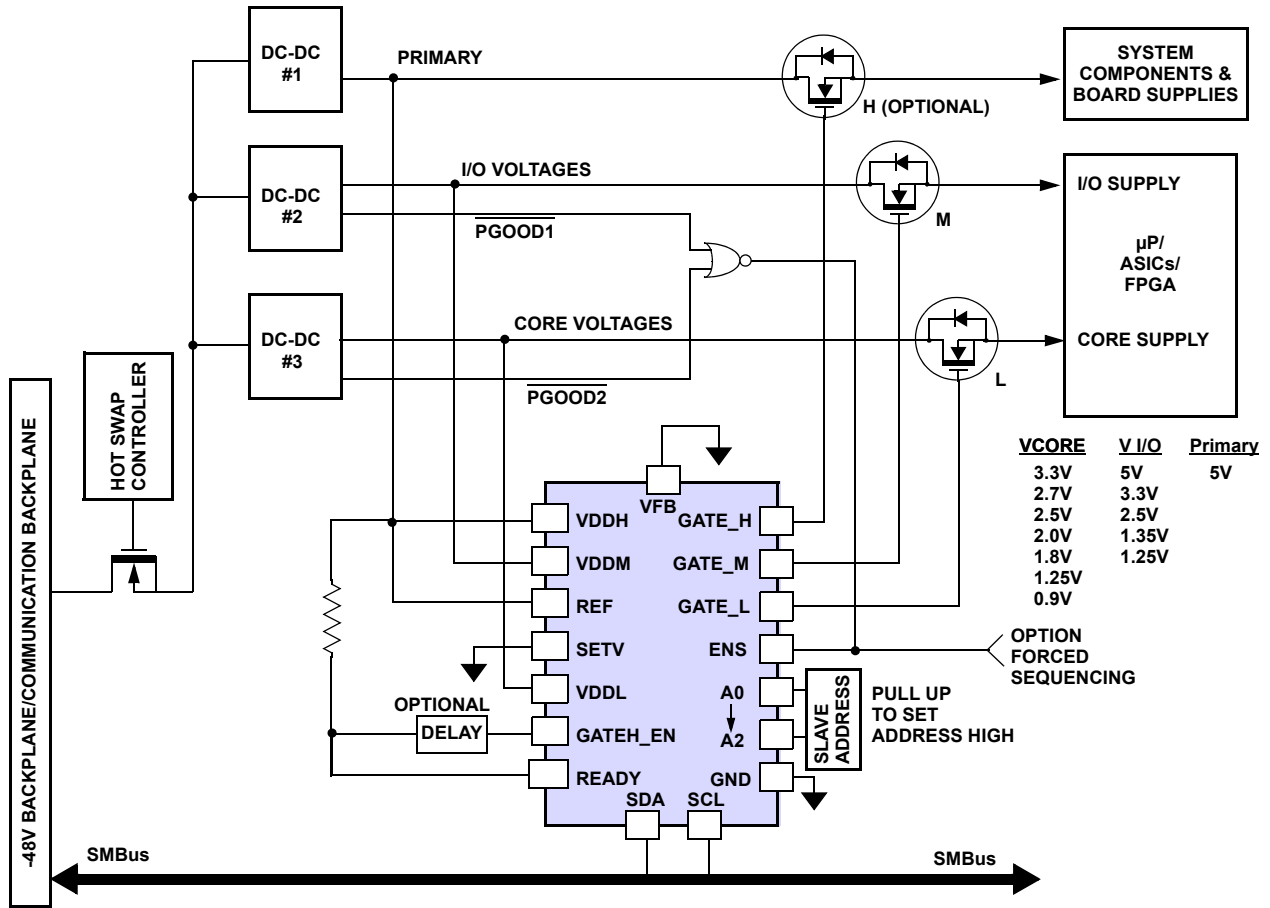 DC-DC
#1
PRIMARY
H (OPTIONAL)
SYSTEM
COMPONENTS &
BOARD SUPPLIES
DC-DC
#2
I/O VOLTAGES
PGOOD1
M
I/O SUPPLY
µP/
ASICs/
FPGA
DC-DC
#3
CORE VOLTAGES
PGOOD2
L
CORE SUPPLY
HOT SWAP
CONTROLLER
-48V BACKPLANE/COMMUNICATION BACKPLANE
VCORE V I/O Primary
3.3V 5V 5V
2.7V 3.3V
2.5V 2.5V
2.0V 1.35V
1.8V 1.25V
1.25V
0.9V
VFB
VDDH
VDDM
REF
SETV
VDDL
GATEH_EN
READY
GATE_H
GATE_M
GATE_L
ENS
A0
A2
GND
SDA SCL
OPTIONAL
DELAY
OPTION
FORCED
SEQUENCING
SLAVE
ADDRESS
PULL UP
TO SET
ADDRESS HIGH
SMBus SMBus